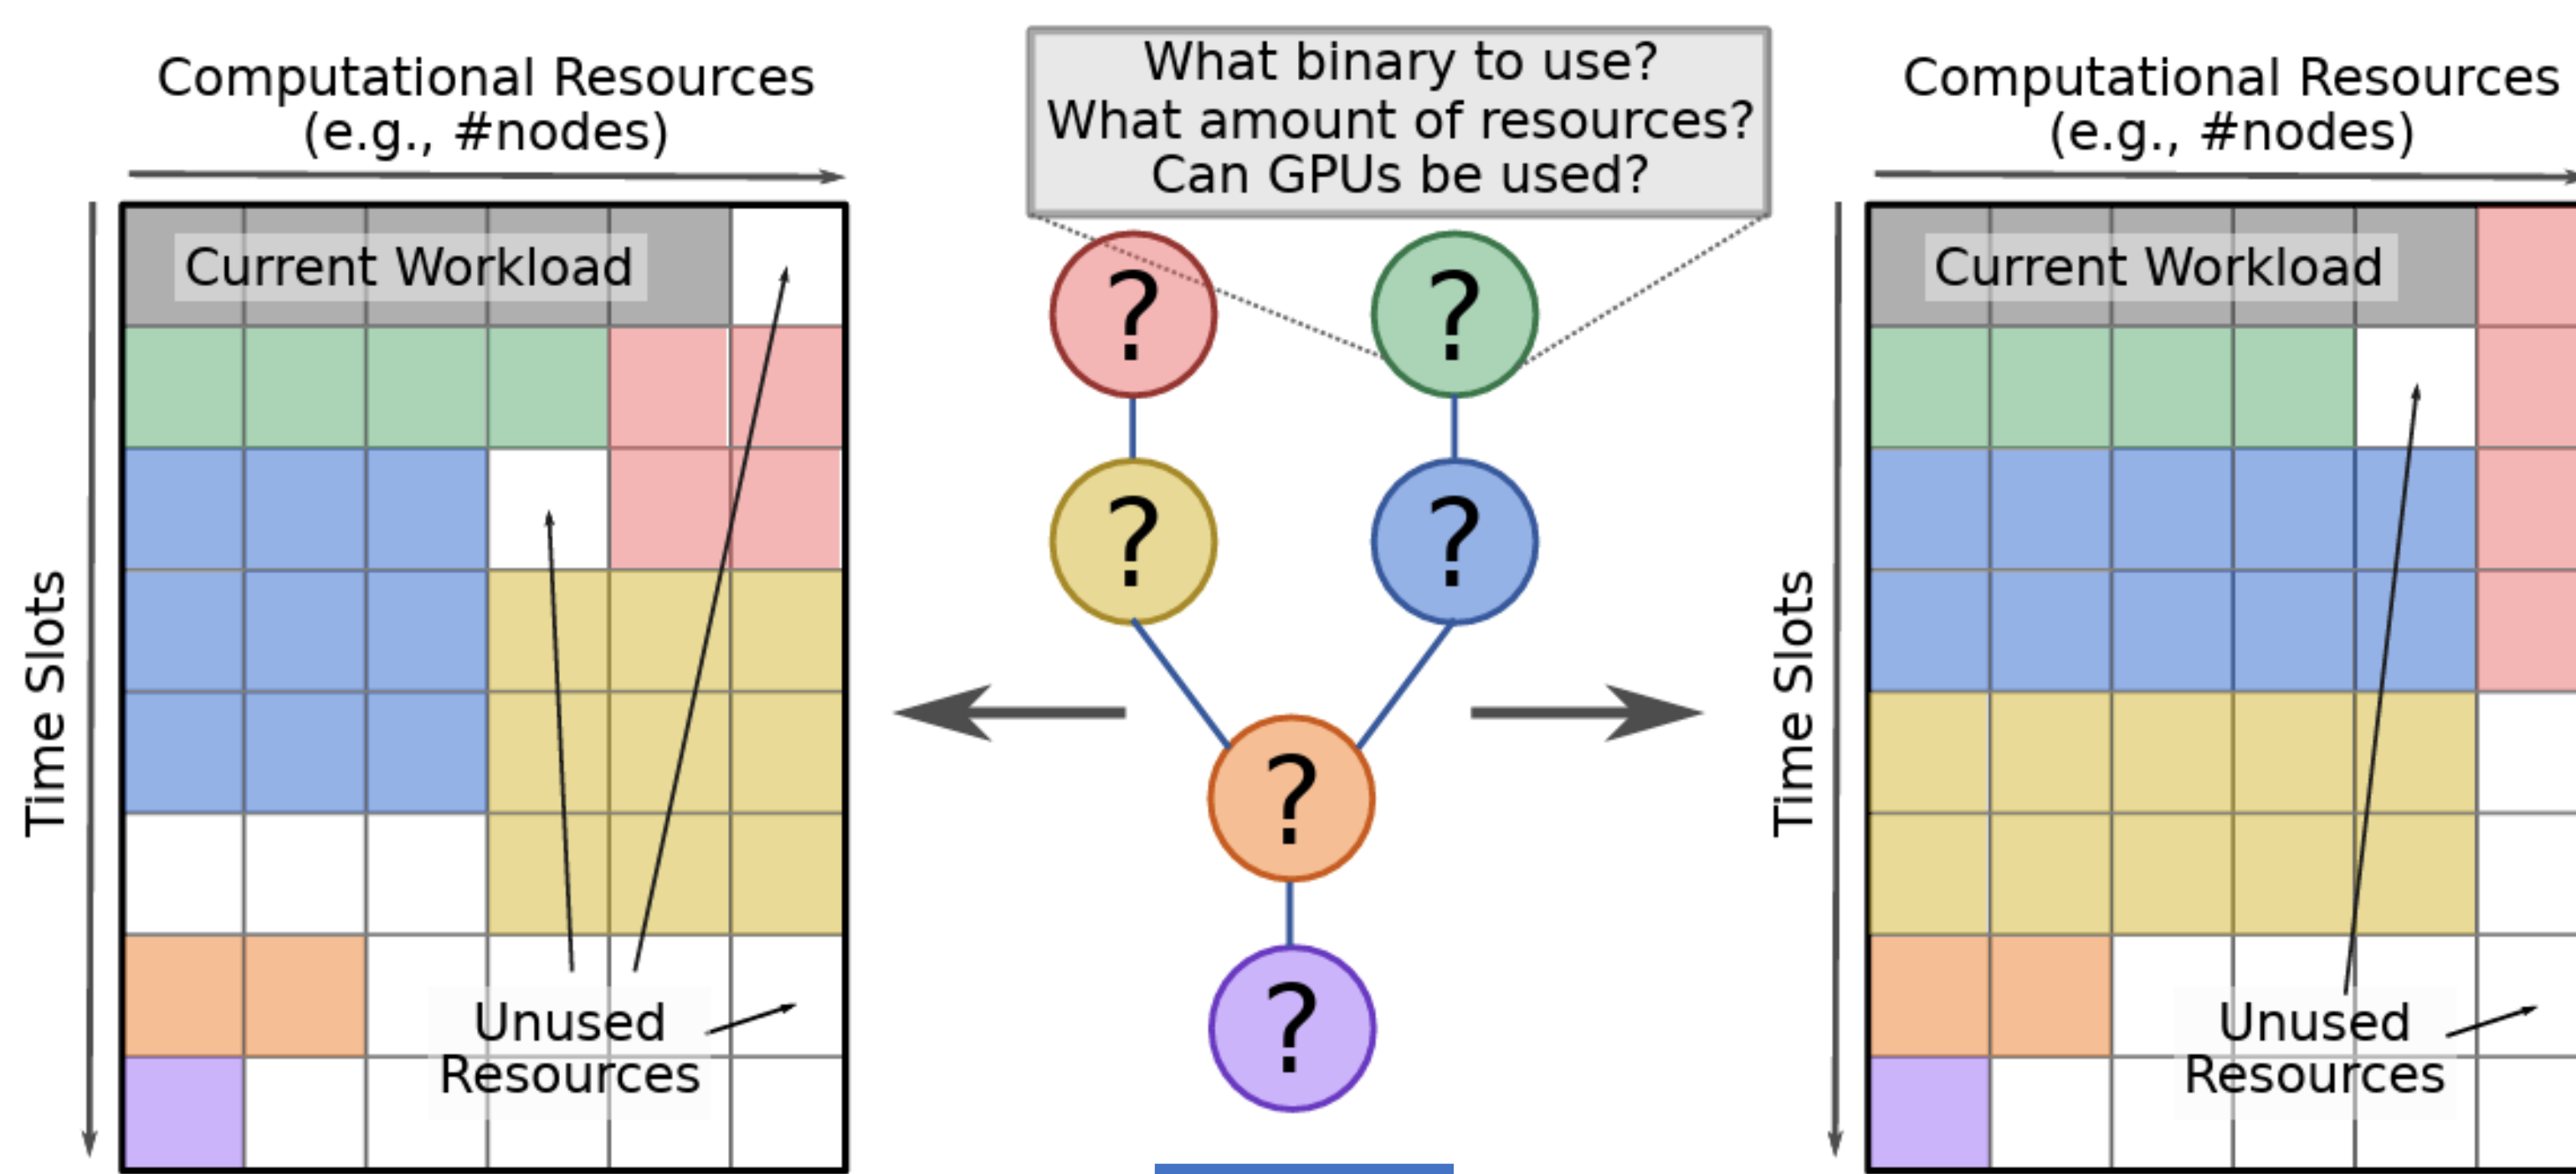 Computational Resources
(e.g., #nodes)
Time Slots
Current Workload
Unused
Resources
What binary to use?
What amount of resources?
Can GPUs be used?
?
?
?
?
?
?
Computational Resources
(e.g., #nodes)
Time Slots
Current Workload
Unused
Resources